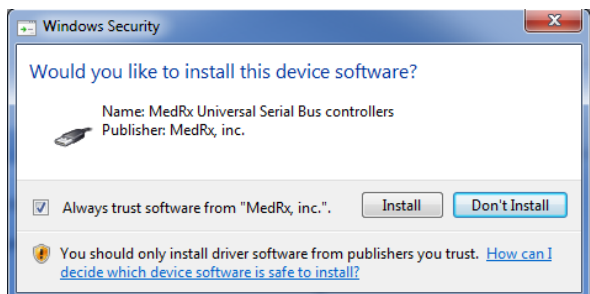 Windows Security
Would you like to install this device software?
Name: MedRx Universal Serial Bus controllers
Publisher: MedRx, inc.
Always trust software from "MedRx, inc.".
Install
Don't Install
You should only install driver software from publishers you trust. How can I
decide which device software is safe to install?